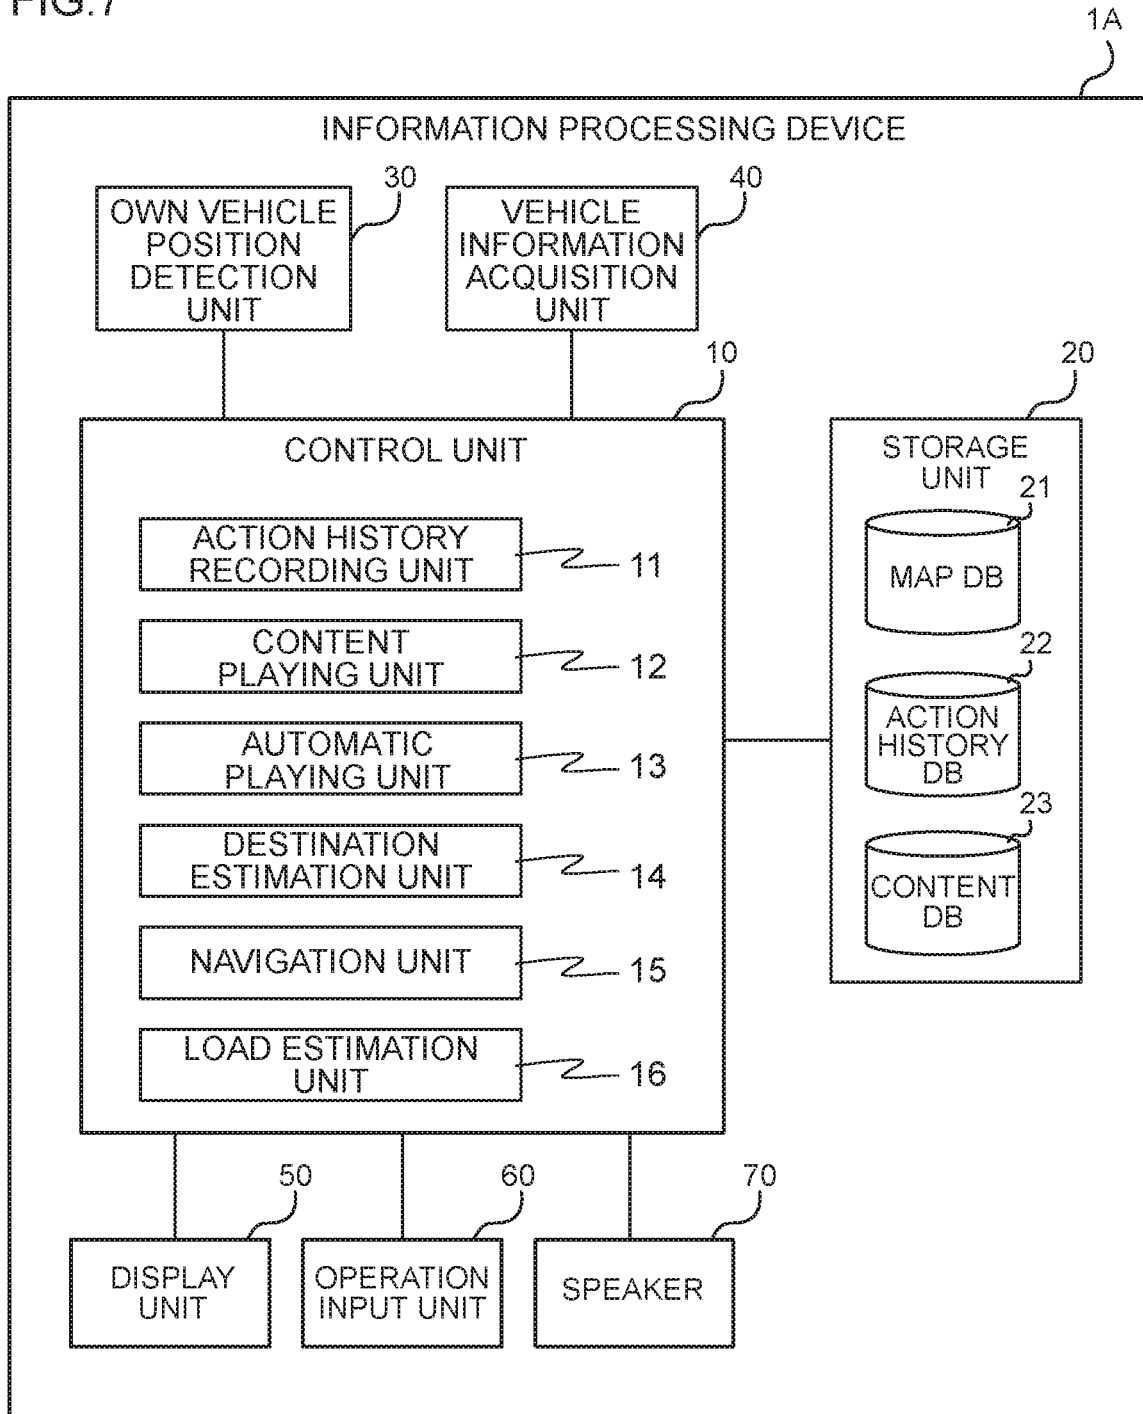 FIG.7
1A
INFORMATION PROCESSING DEVICE
30
OWN VEHICLE
POSITION
DETECTION
UNIT
40
VEHICLE
INFORMATION
ACQUISITION
UNIT
10
CONTROL UNIT
ACTION HISTORY
RECORDING UNIT
11
CONTENT
PLAYING UNIT
12
AUTOMATIC
PLAYING UNIT
13
DESTINATION
ESTIMATION UNIT
14
NAVIGATION UNIT
15
LOAD ESTIMATION
UNIT
16
20
STORAGE
UNIT
21
MAP DB
22
ACTION
HISTORY
DB
23
CONTENT
DB
50
DISPLAY
UNIT
60
OPERATION
INPUT UNIT
70
SPEAKER